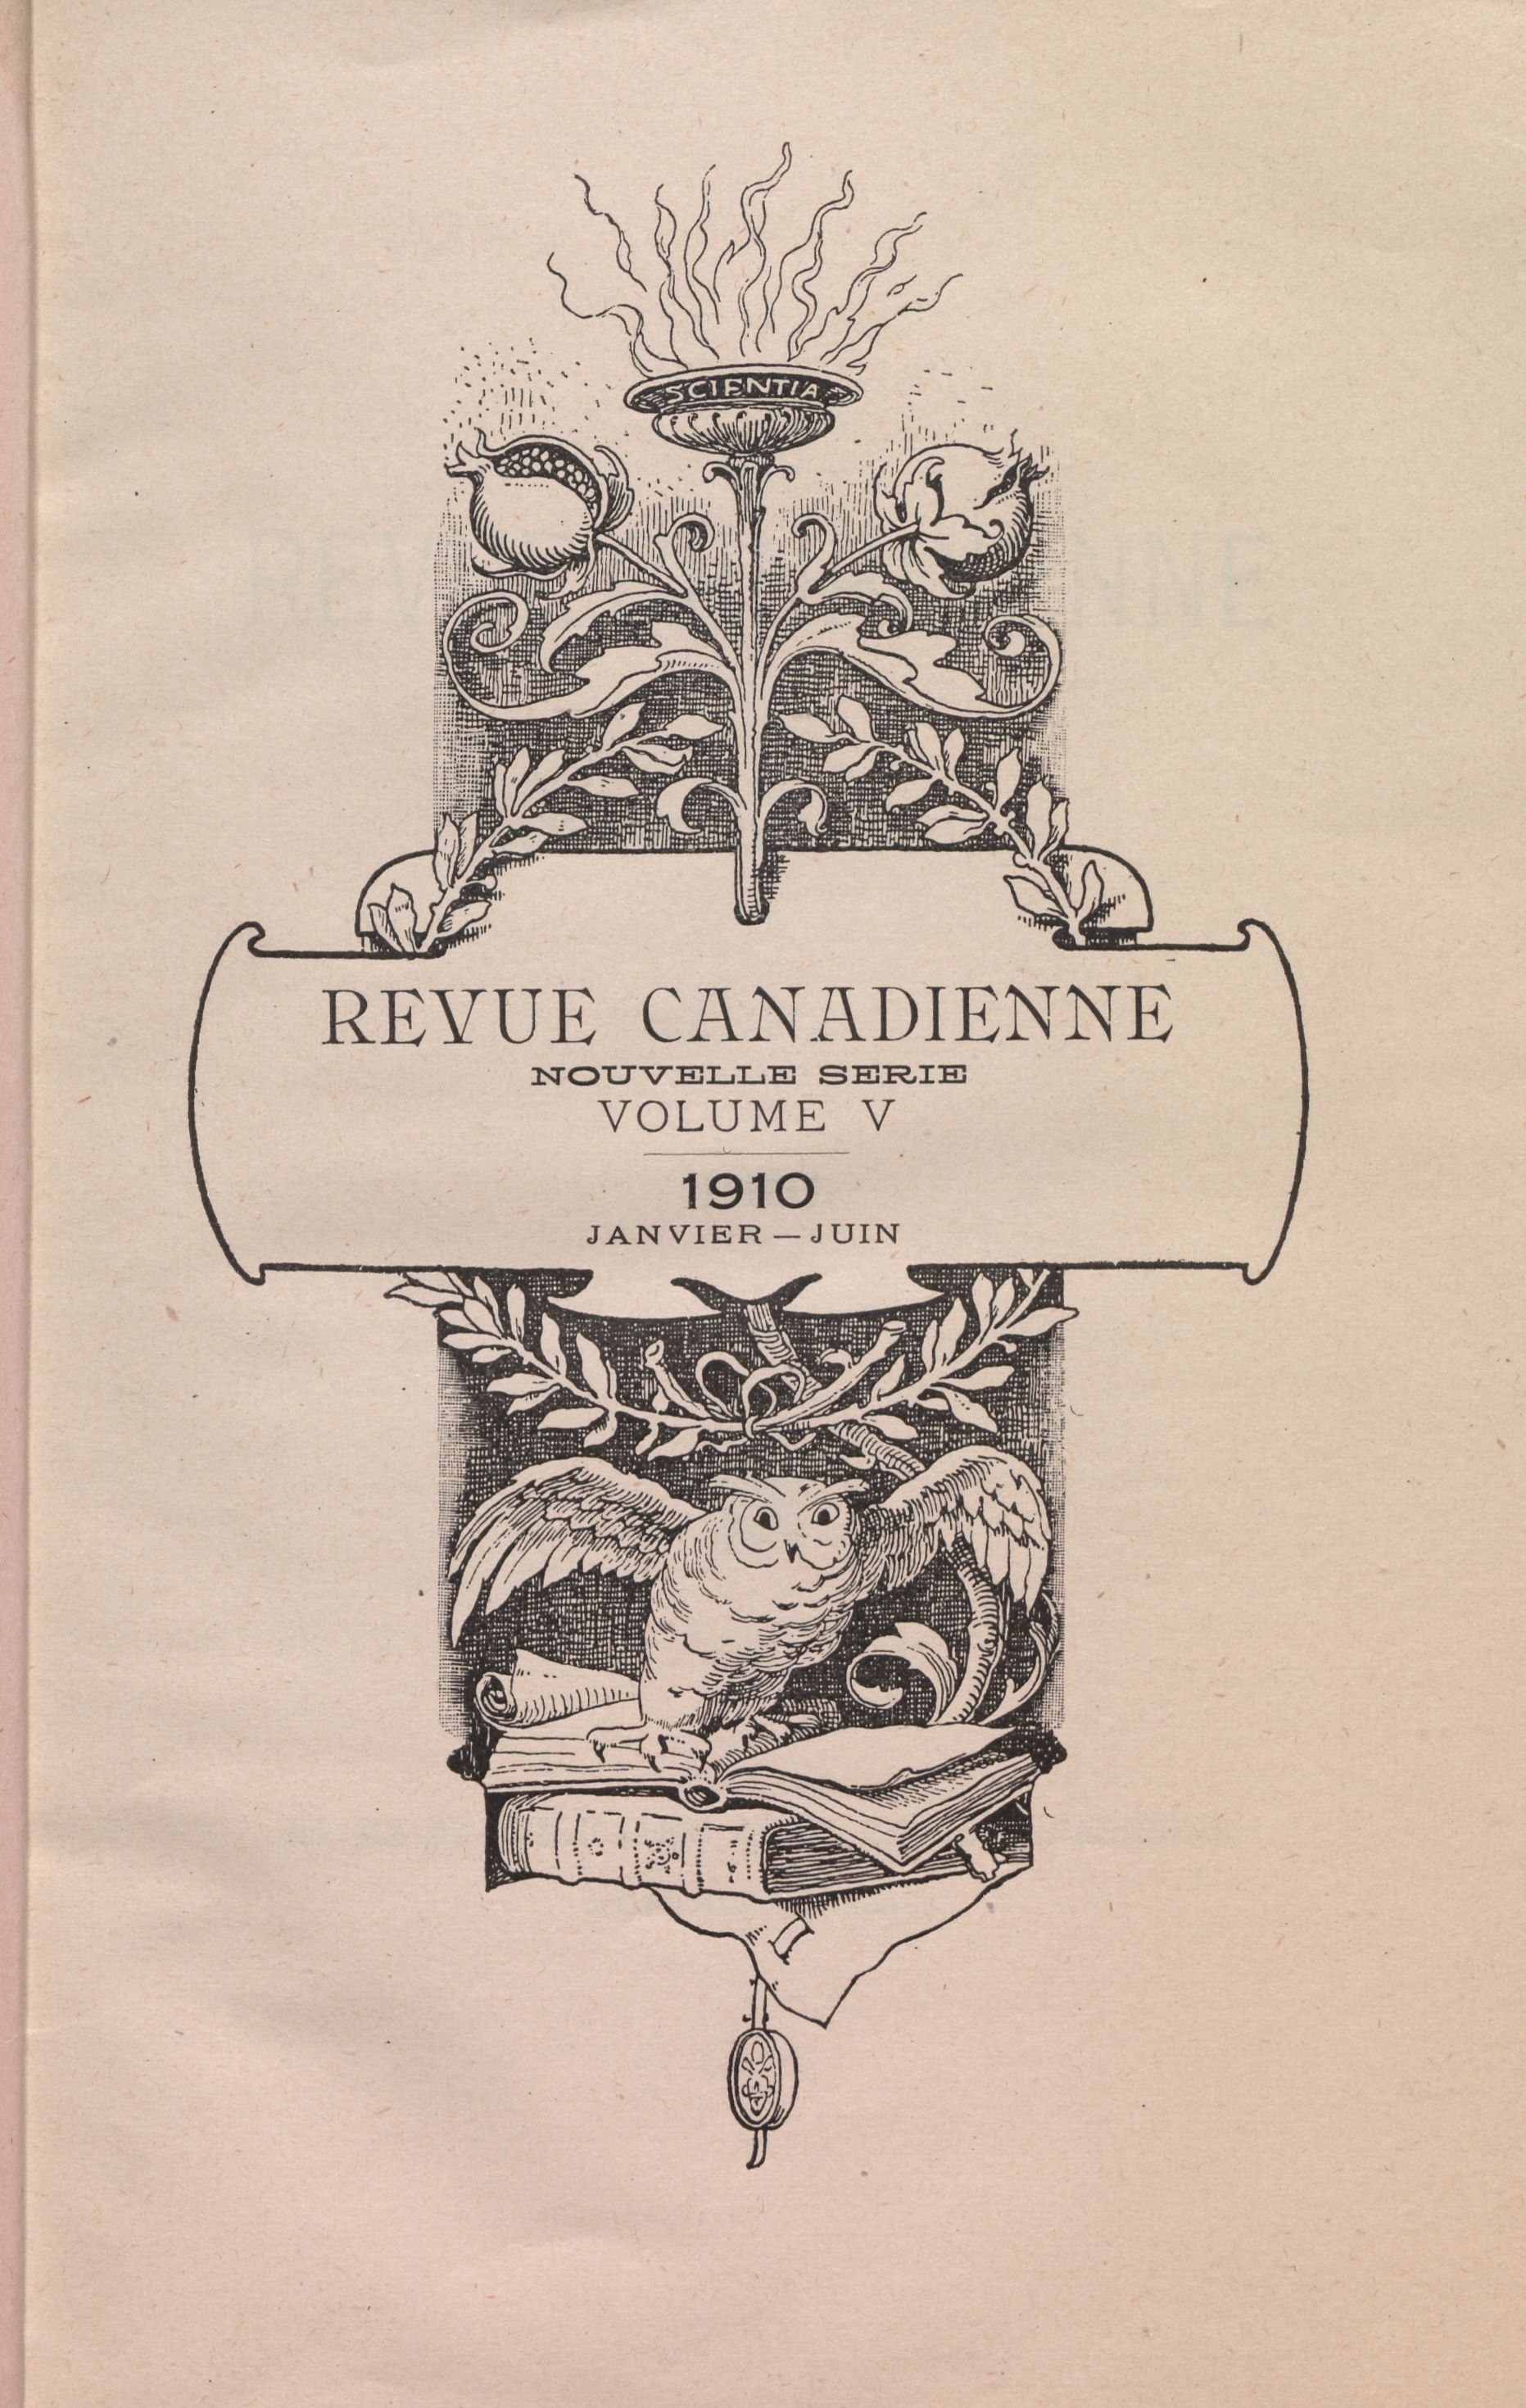 SCIENTIA
REVUE CANADIENNE
NOUVELLE SERIE
VOLUME V
1910
JANVIER — JUIN